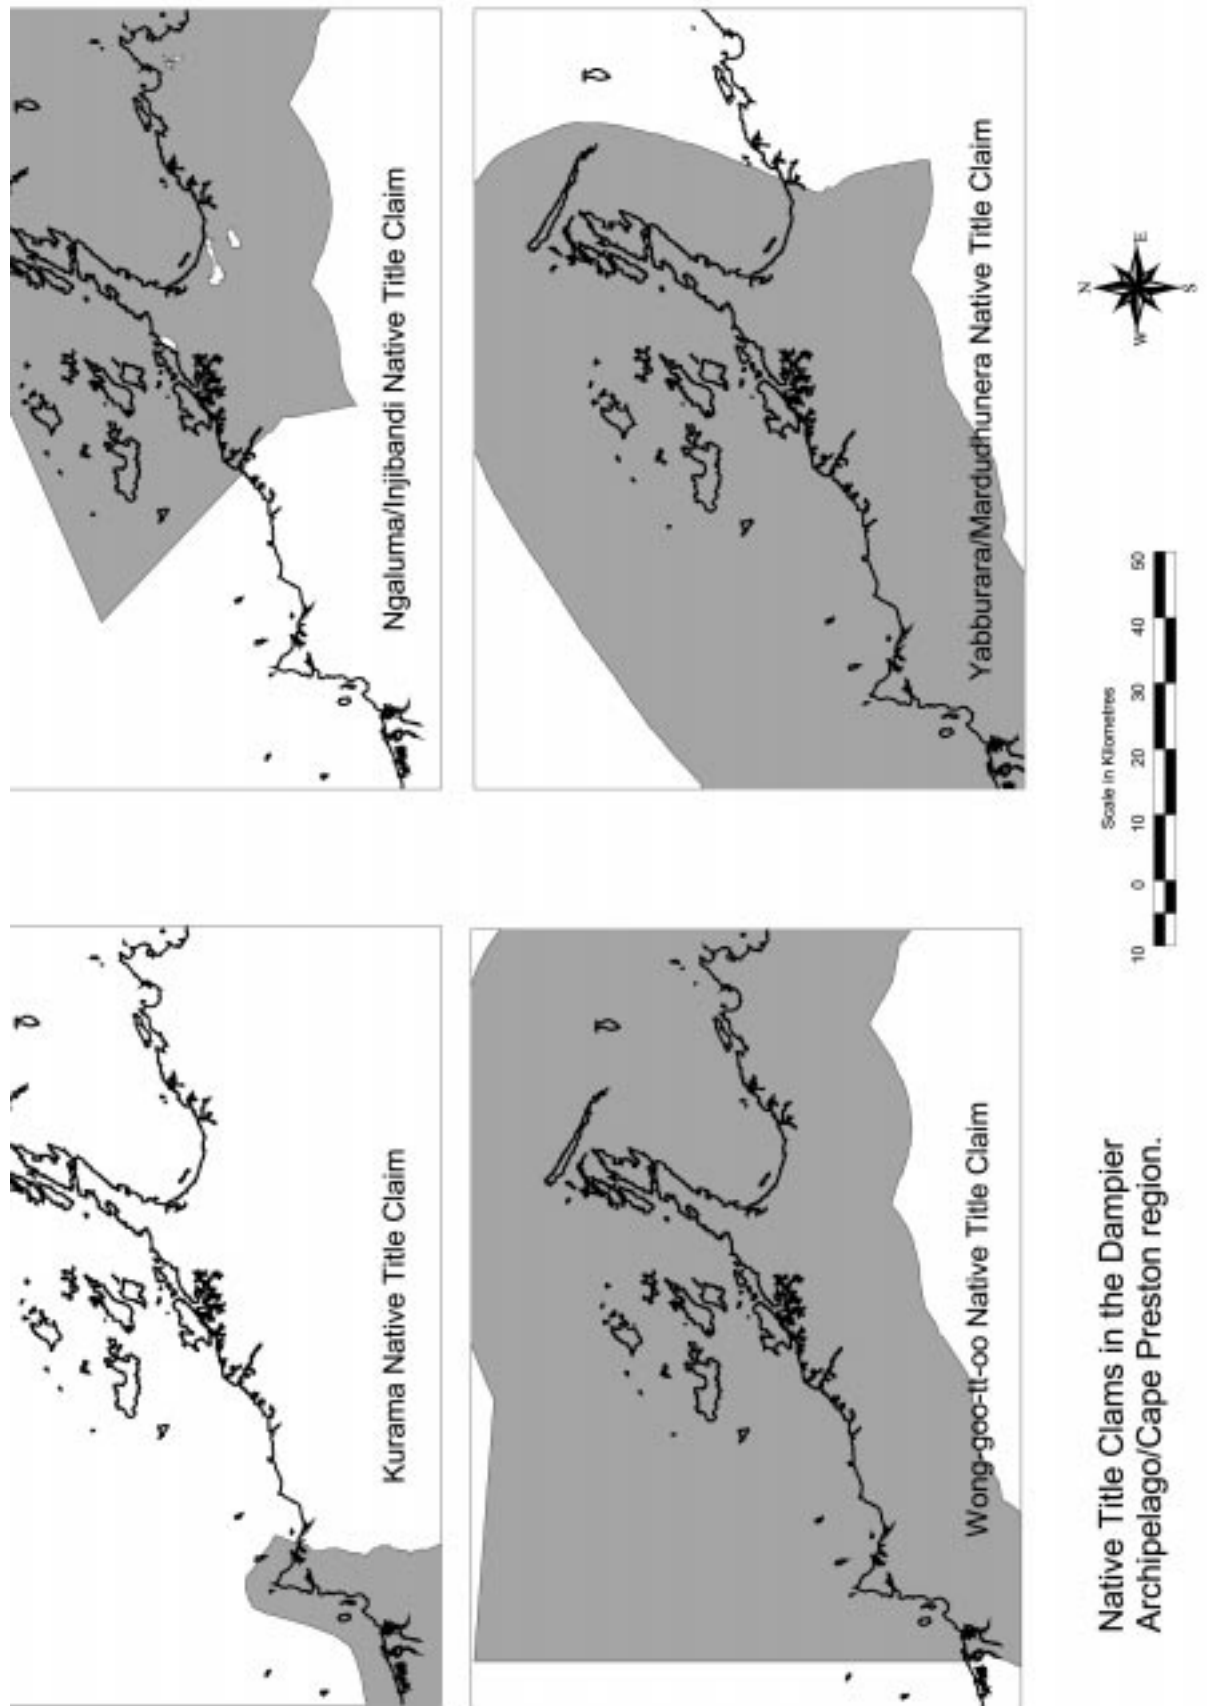 Kurama Native Title Claim
Ngaluma/Injibandi Native Title Claim
Wong-goo-tt-oo Native Title Claim
Yabburara/Mardudhunera Native Title Claim
Native Title Clams in the Dampier
Archipelago/Cape Preston region.
Scale in Kilometres
10 0 10 20 30 40 50
N
W E
S